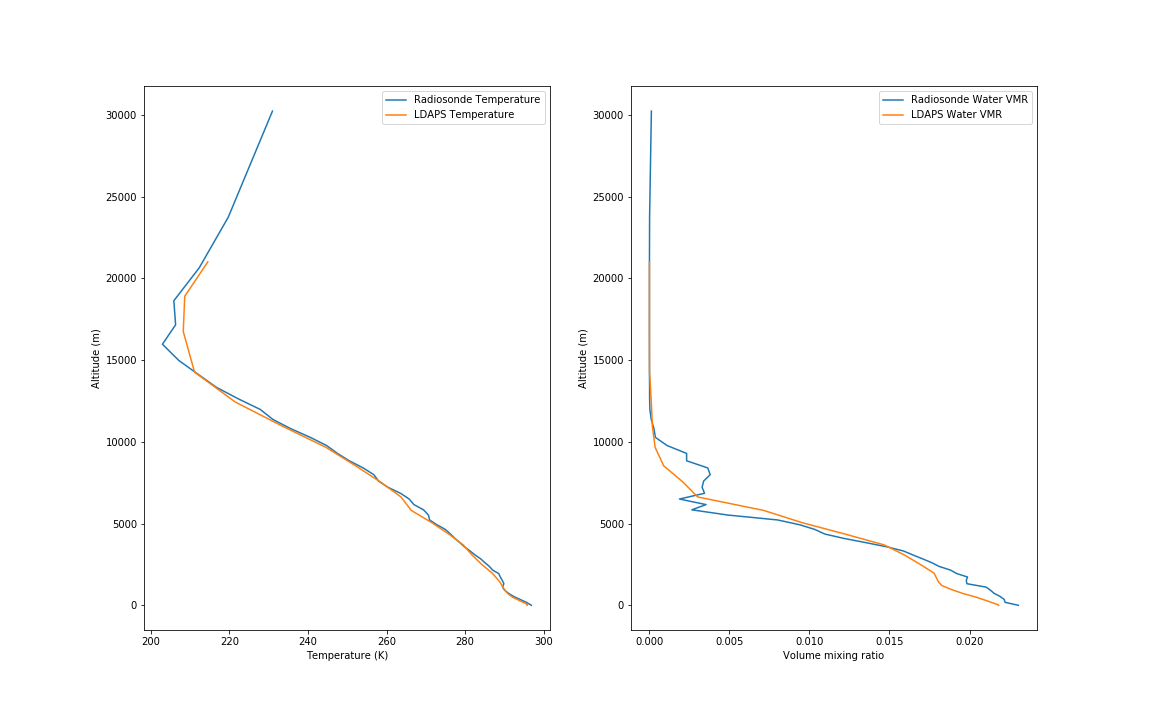 Radiosonde Temperature
LDAPS Temperature
30000
25000
20000
15000
10000
5000
0
Altitude (m)
200 220 240 260 280 300
Temperature (K)
Radiosonde Water VMR
LDAPS Water VMR
30000
25000
20000
15000
10000
5000
0
Altitude (m)
0.000 0.005 0.010 0.015 0.020
Volume mixing ratio